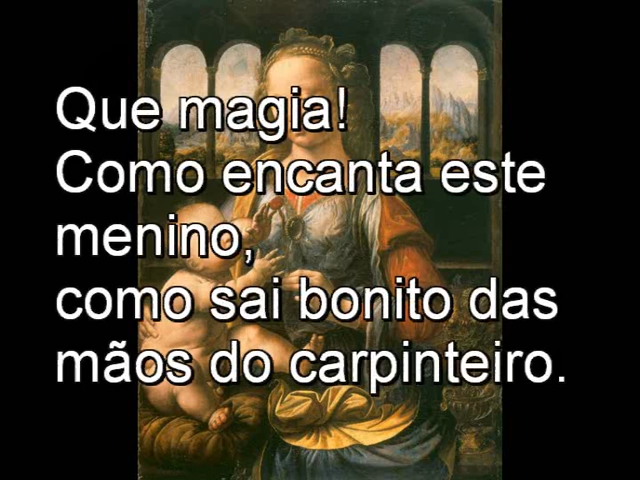 Que magia!
Como encanta este
menino,
como sai bonito das
mãos do carpinteiro.